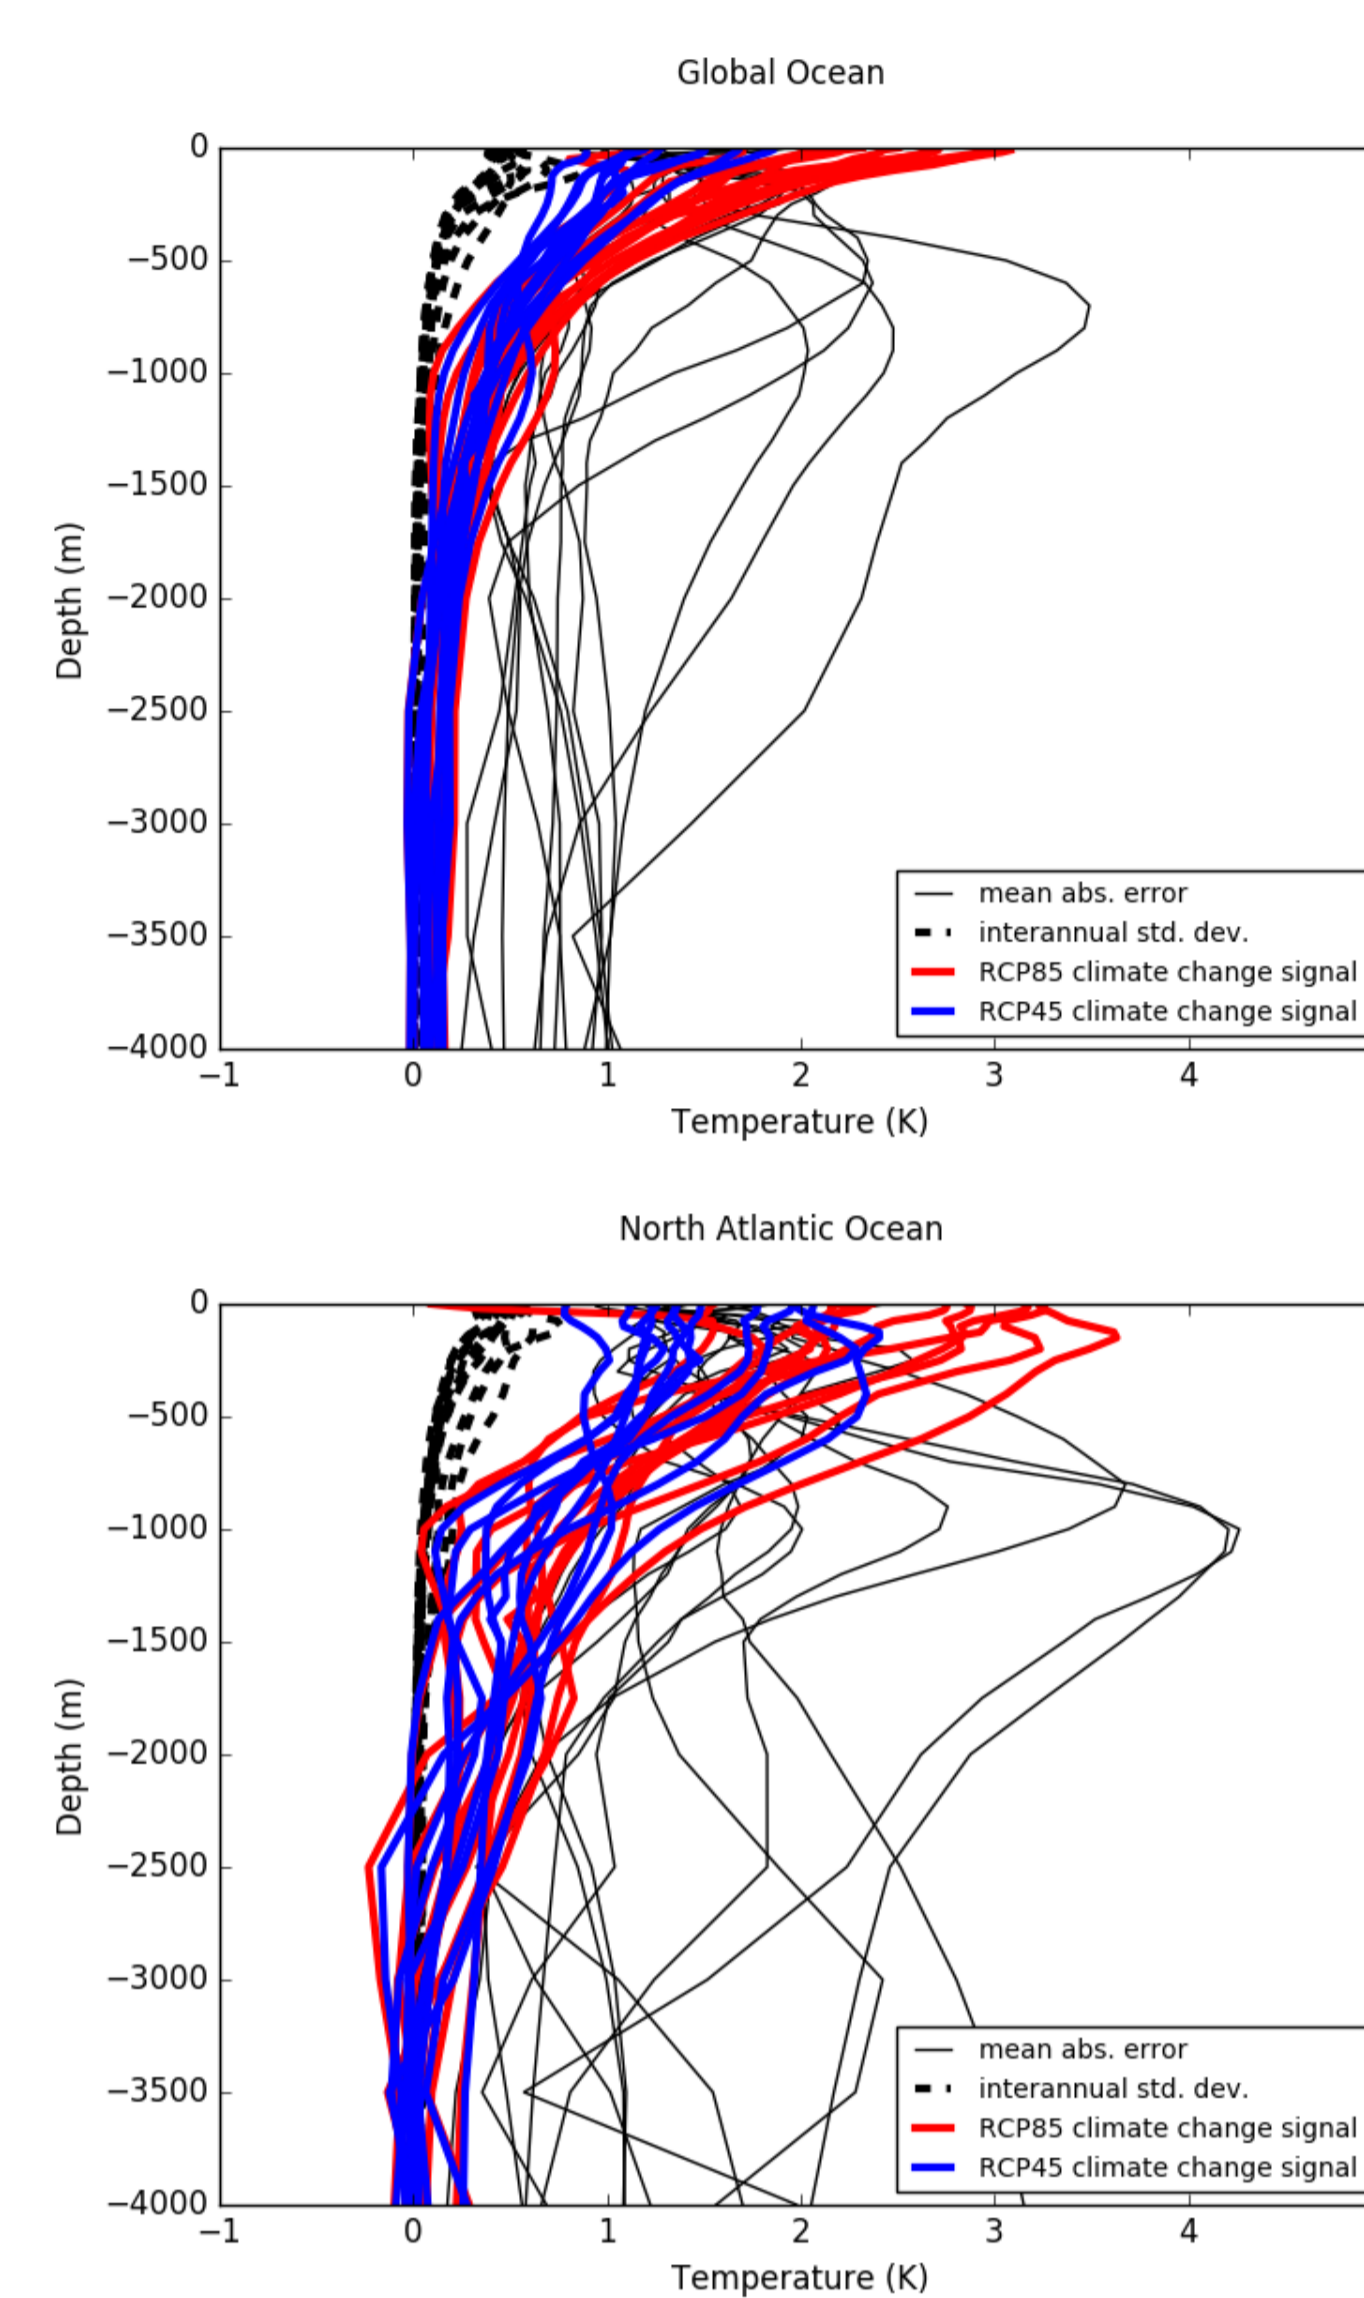 Global Ocean
0
−500
−1000
−1500
−2000
−2500
−3000
−3500
−4000
Depth (m)
mean abs. error
interannual std. dev.
RCP85 climate change signal
RCP45 climate change signal
−1 0 1 2 3 4
Temperature (K)
North Atlantic Ocean
0
−500
−1000
−1500
−2000
−2500
−3000
−3500
−4000
Depth (m)
mean abs. error
interannual std. dev.
RCP85 climate change signal
RCP45 climate change signal
−1 0 1 2 3 4
Temperature (K)